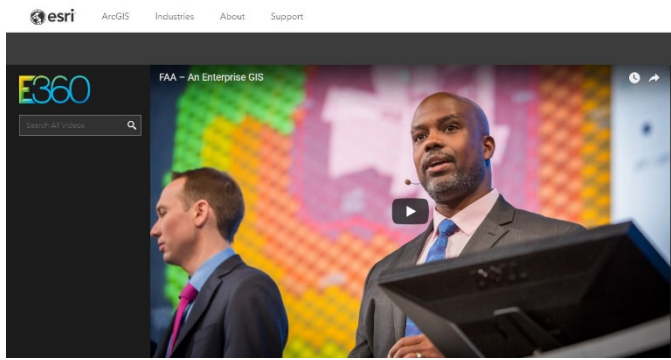 esri
ArcGIS
Industries
About
Support
E360
Search All Videos
FAA – An Enterprise GIS